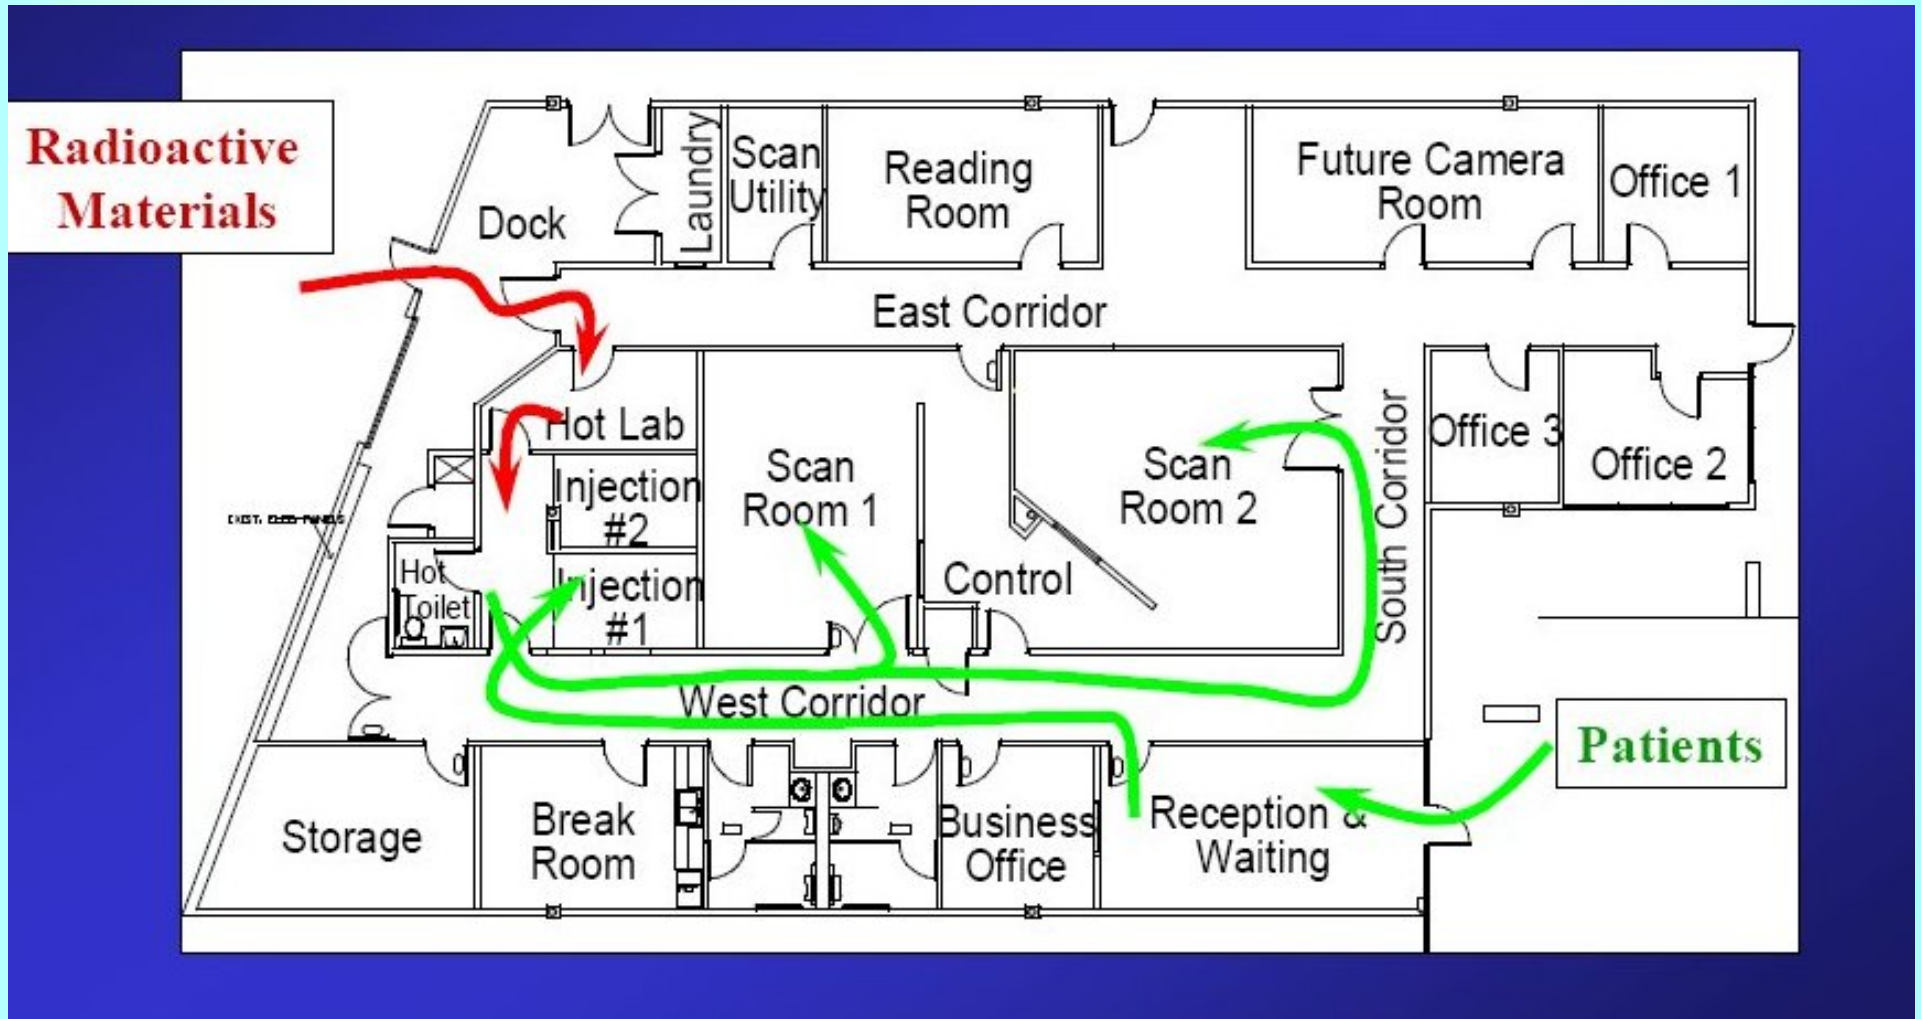 Radioactive
Materials
Dock
Laundry
Scan
Utility
Reading
Room
Future Camera
Room
Office 1
East Corridor
Hot Lab
Injection
#2
Injection
#1
Hot
Toilet
Scan
Room 1
Control
Scan
Room 2
South Corridor
Office 3
Office 2
West Corridor
Storage
Break
Room
Business
Office
Reception &
Waiting
Patients